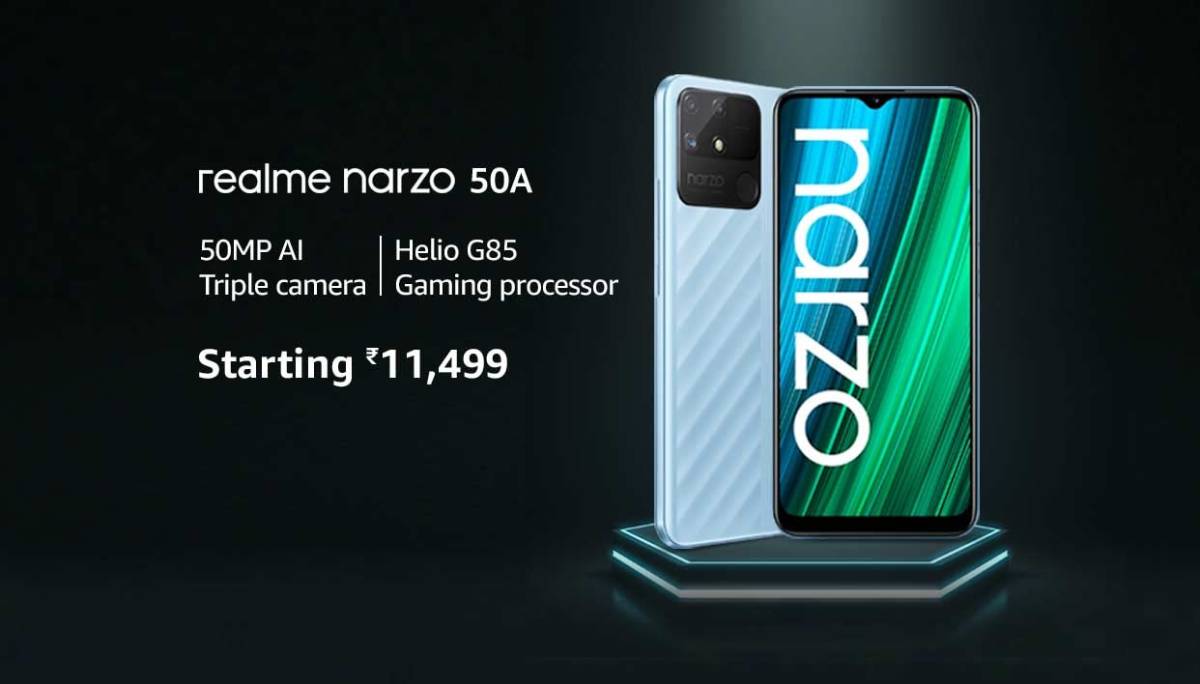 realme narzo 50A
50MP AI
Triple camera
Helio G85
Gaming processor
Starting ₹11,499
narzo
narzo